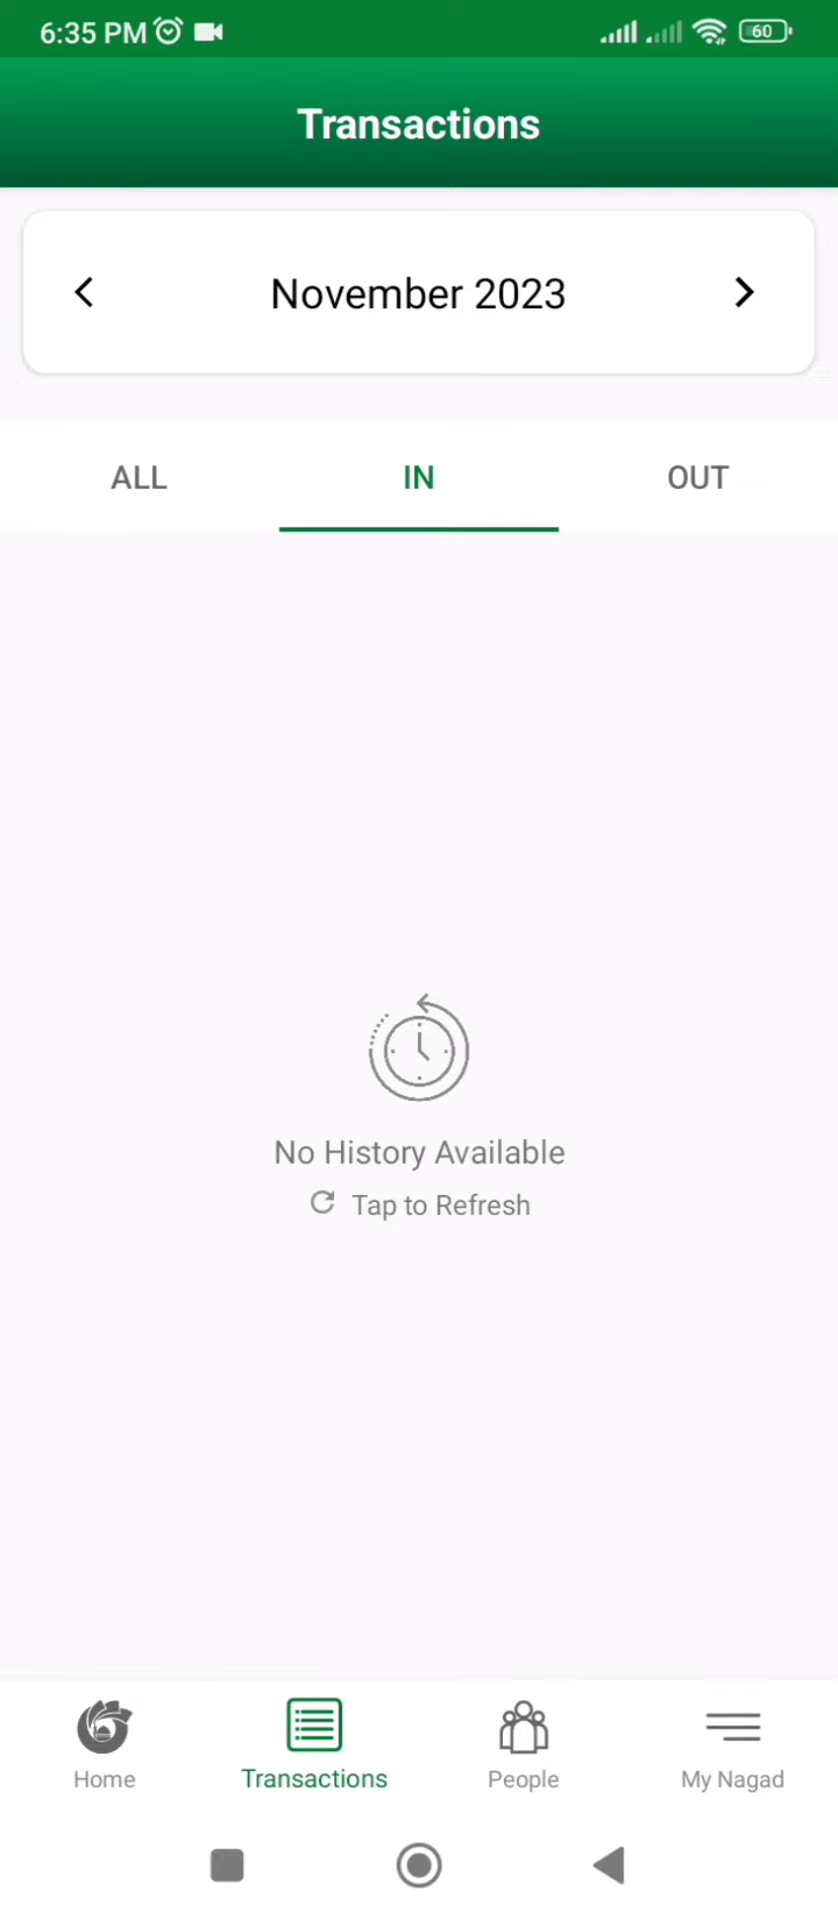 6:35 PM 60
Transactions
November 2023
ALL IN OUT
No History Available
Tap to Refresh
Home Transactions People My Nagad